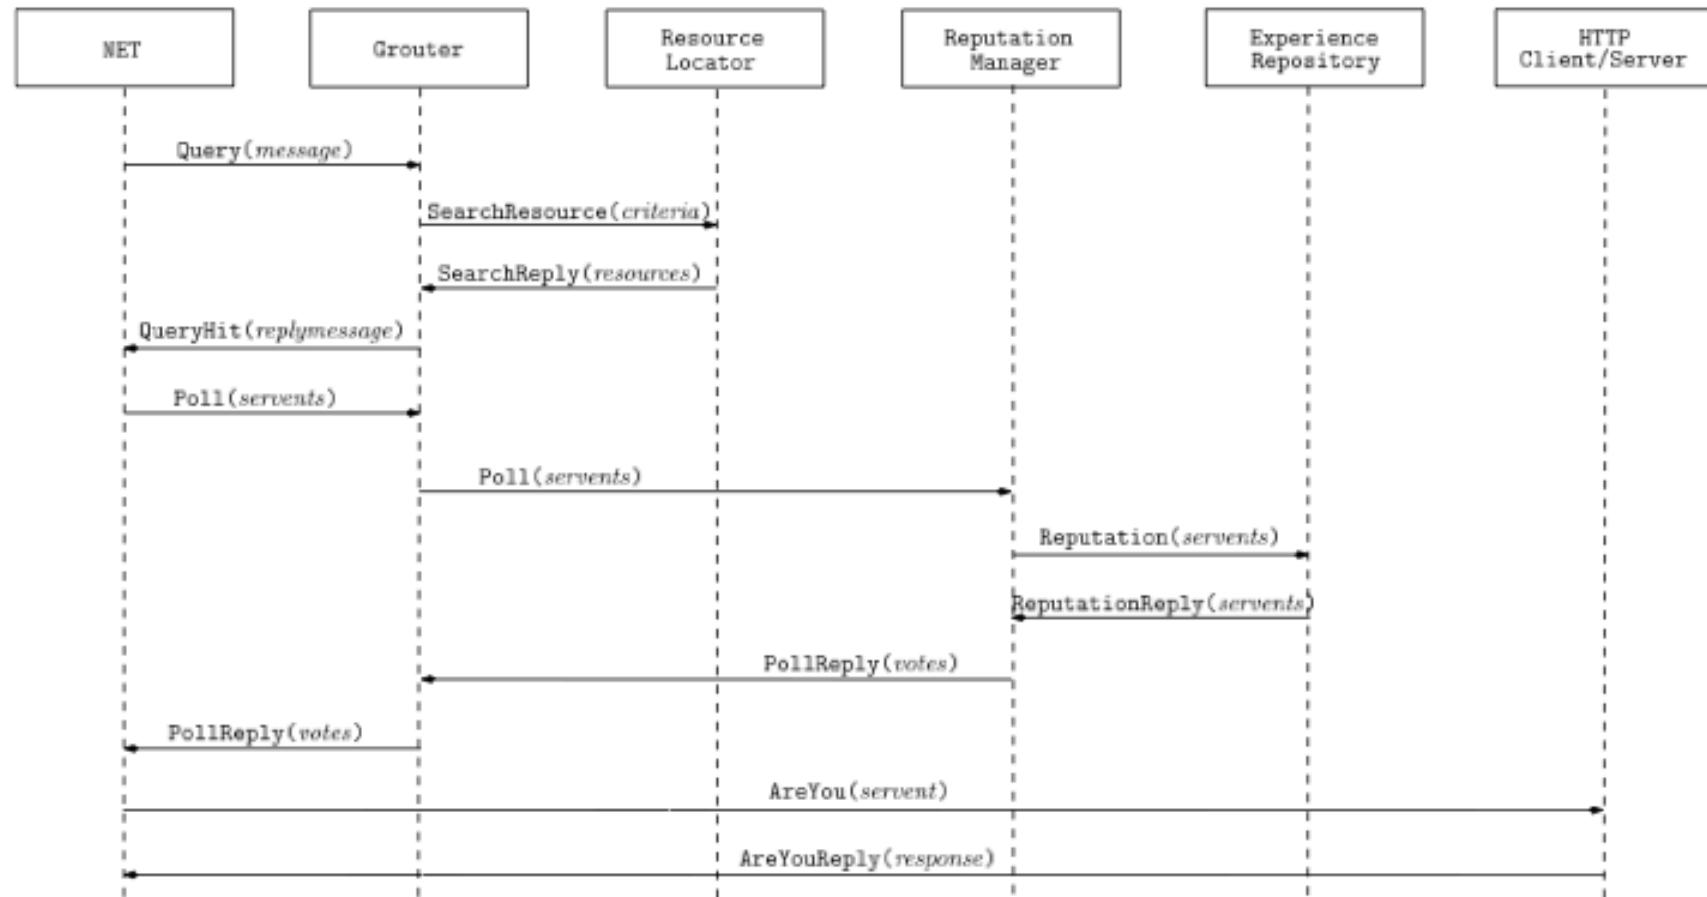 NET
Grouter
Resource
Locator
Reputation
Manager
Experience
Repository
HTTP
Client/Server
Query(message)
SearchResource(criteria)
SearchReply(resources)
QueryHit(replymessage)
Poll(servents)
Poll(servents)
Reputation(servents)
ReputationReply(servents)
PollReply(votes)
PollReply(votes)
AreYou(servent)
AreYouReply(response)